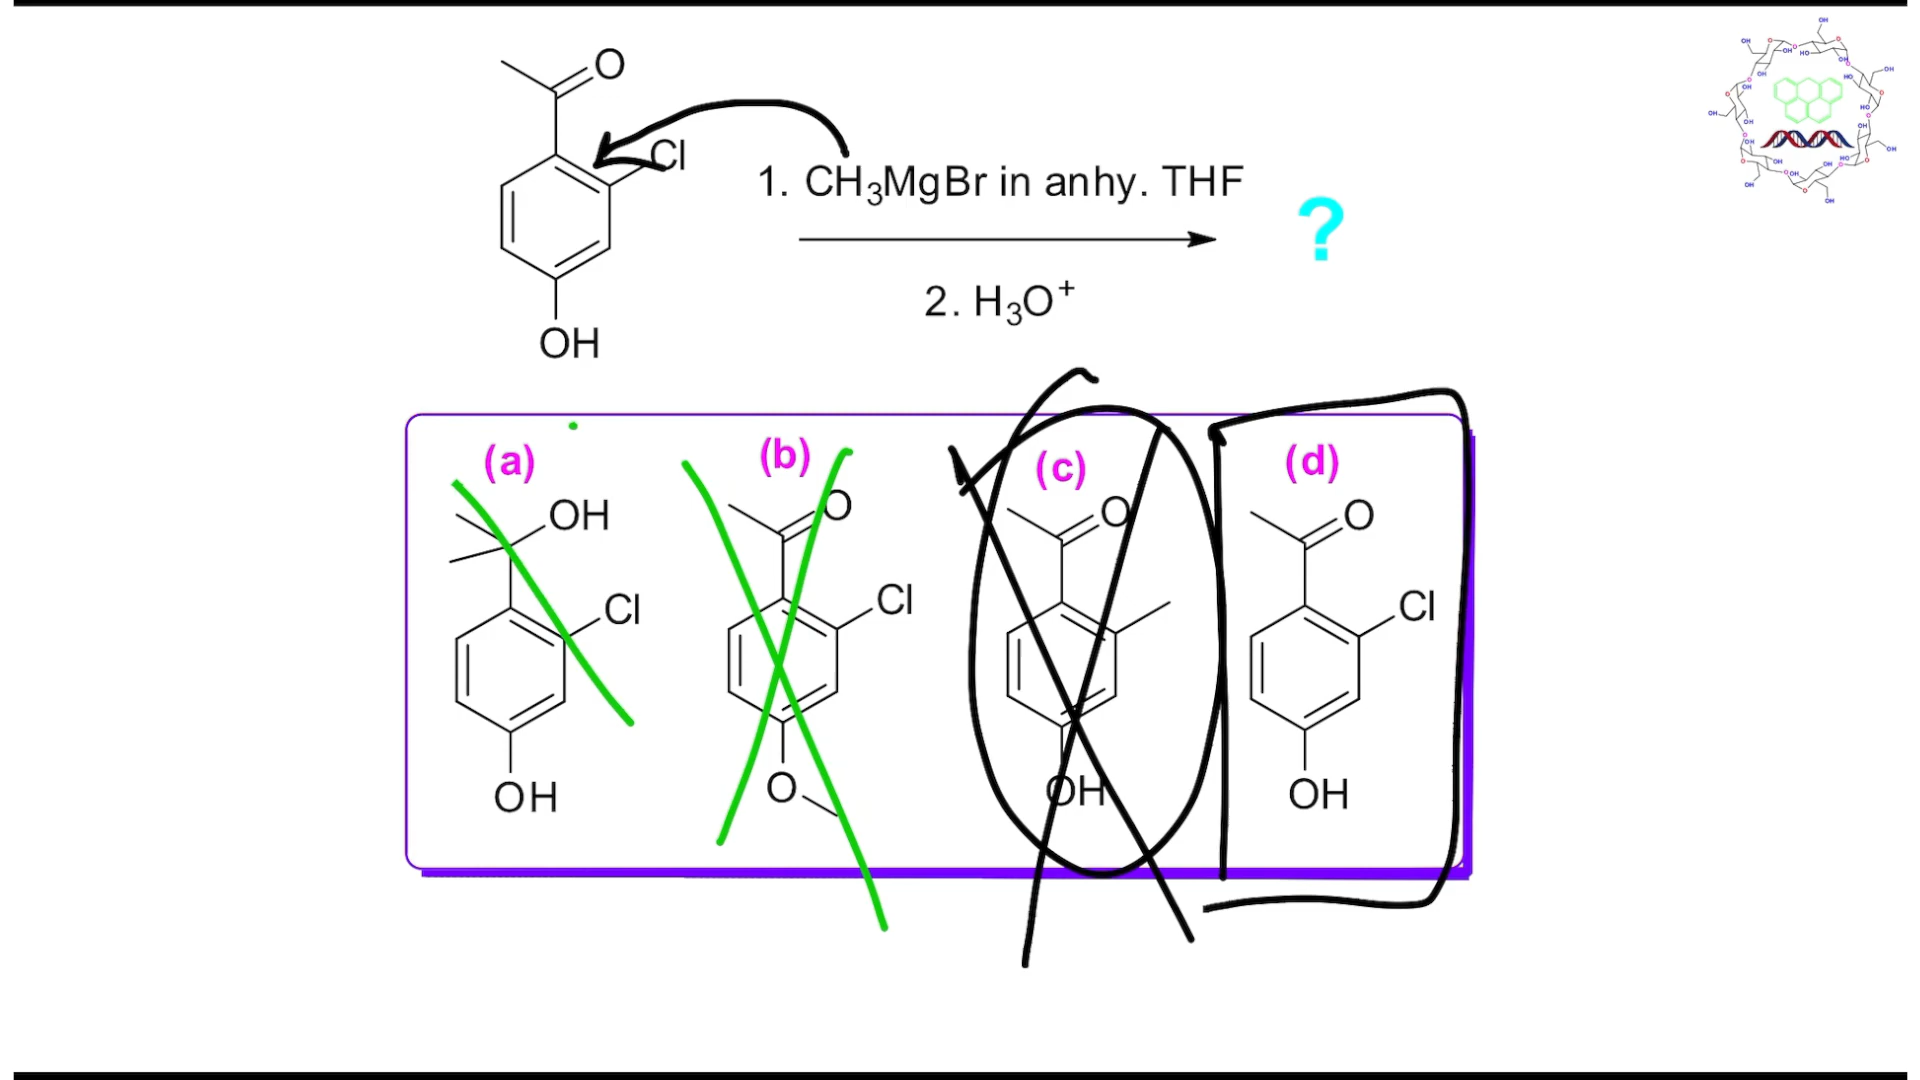 O
Cl
1. CH₃MgBr in anhy. THF
?
2. H₃O⁺
OH
(a) (b) (c) (d)
OH O O O
Cl Cl Cl
OH O OH OH